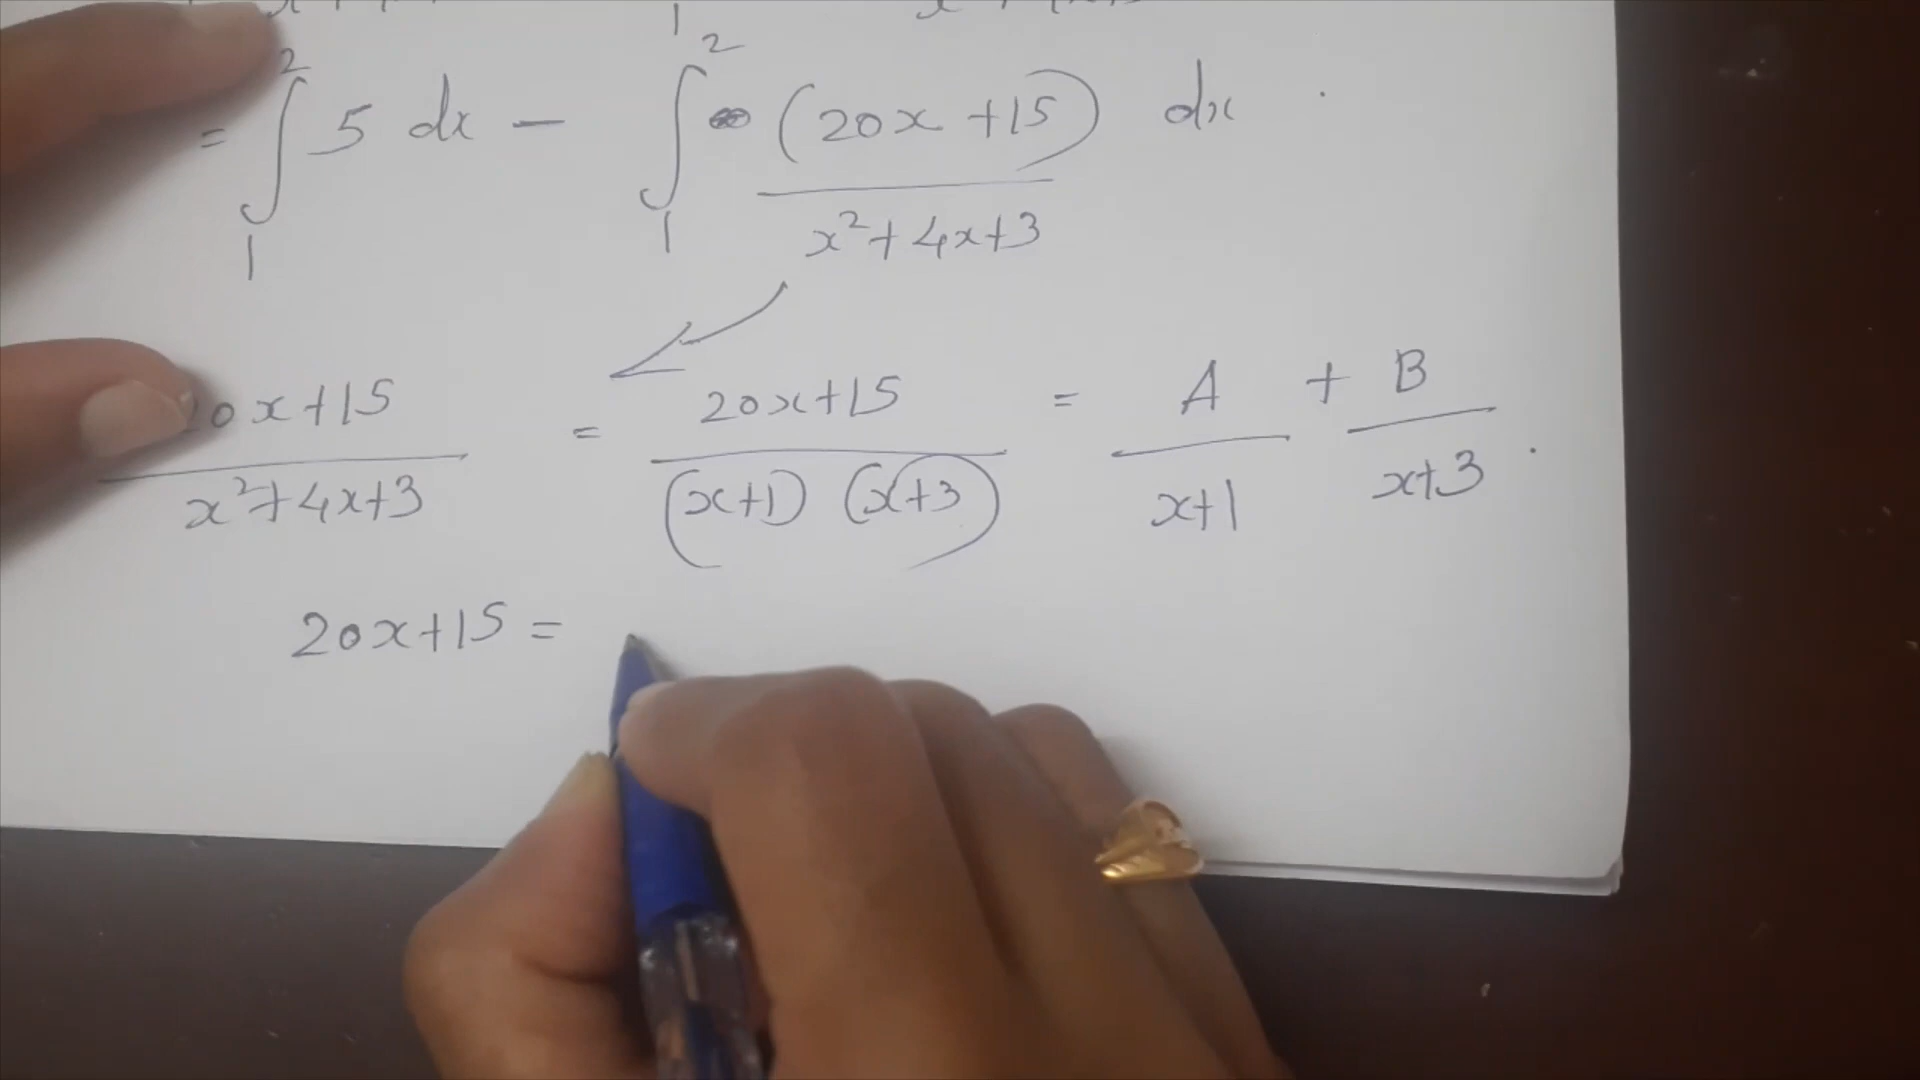 = ∫₁² 5 dx − ∫₁² (20x+15) / x²+4x+3 dx
20x+15 / x²+4x+3 = 20x+15 / (x+1) (x+3) = A / x+1 + B / x+3 .
20x+15 =